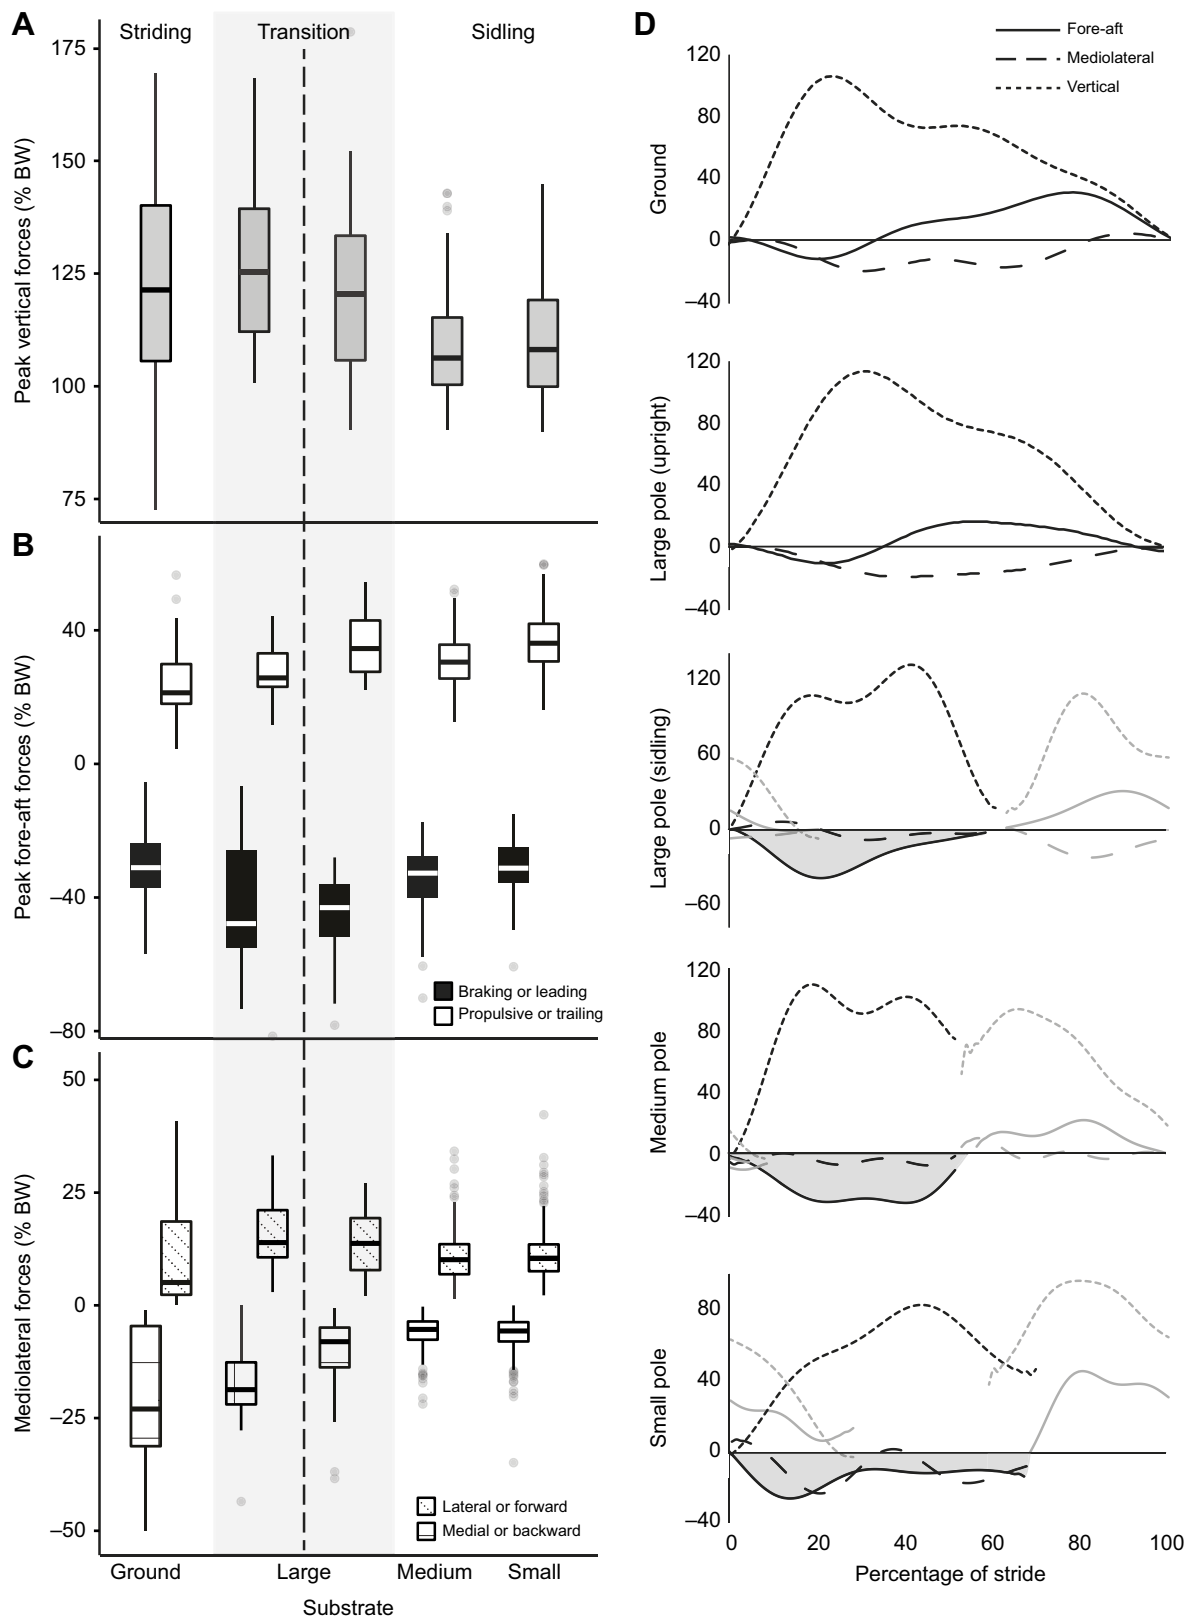 A
Striding
Transition
Sidling
175
150
125
100
75
Peak vertical forces (% BW)
B
40
0
–40
–80
Peak fore-aft forces (% BW)
Braking or leading
Propulsive or trailing
C
50
25
0
–25
–50
Mediolateral forces (% BW)
Lateral or forward
Medial or backward
Ground
Large
Medium
Small
Substrate
D
Fore-aft
Mediolateral
Vertical
120
80
40
0
–40
Ground
120
80
40
0
–40
Large pole (upright)
120
60
0
–60
Large pole (sidling)
120
80
40
0
–40
Medium pole
80
40
0
–40
Small pole
0
20
40
60
80
100
Percentage of stride